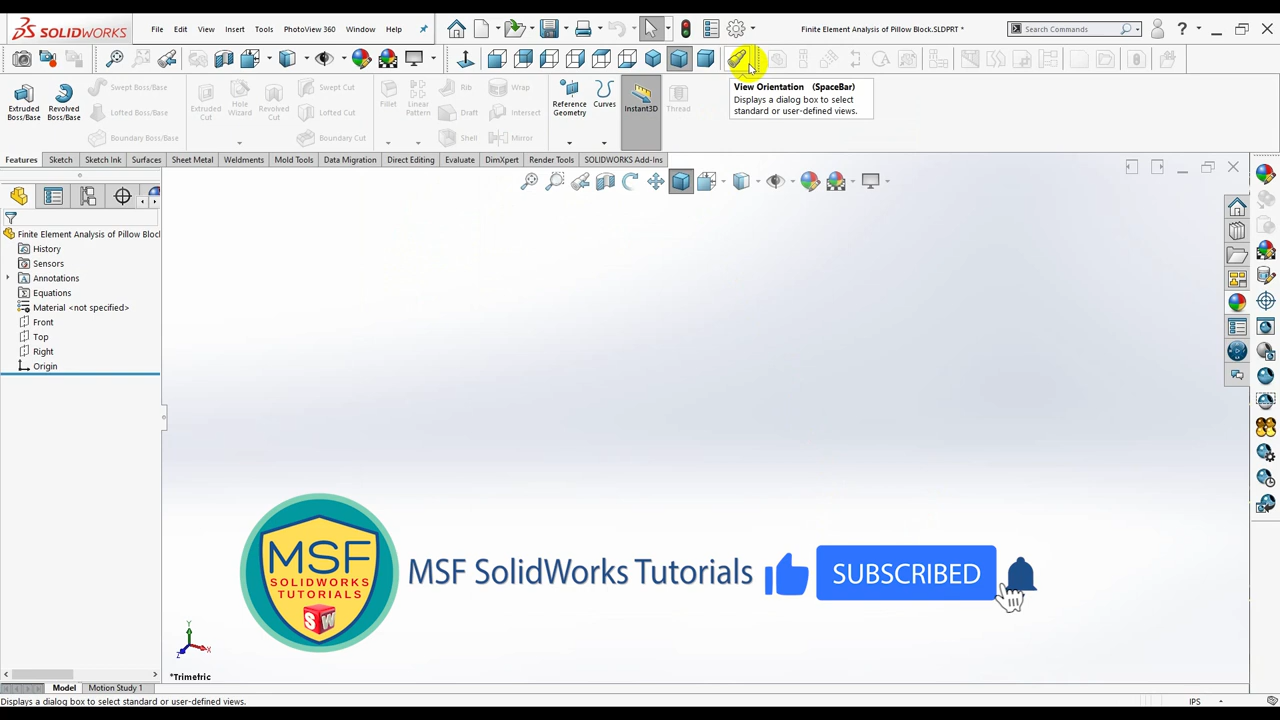 SOLIDWORKS
File Edit View Insert Tools PhotoView 360 Window Help
Finite Element Analysis of Pillow Block.SLDPRT *
Search Commands
View Orientation (SpaceBar)
Displays a dialog box to select
standard or user-defined views.
Extruded
Boss/Base
Revolved
Boss/Base
Swept Boss/Base
Lofted Boss/Base
Boundary Boss/Base
Extruded
Cut
Hole
Wizard
Revolved
Cut
Swept Cut
Lofted Cut
Boundary Cut
Fillet
Linear
Pattern
Rib
Draft
Shell
Wrap
Intersect
Mirror
Reference
Geometry
Curves
Instant3D
Thread
Features Sketch Sketch Ink Surfaces Sheet Metal Weldments Mold Tools Data Migration Direct Editing Evaluate DimXpert Render Tools SOLIDWORKS Add-Ins
Finite Element Analysis of Pillow Block
History
Sensors
Annotations
Equations
Material <not specified>
Front
Top
Right
Origin
MSF
SOLIDWORKS
TUTORIALS
SW
MSF SolidWorks Tutorials
SUBSCRIBED
Y
X
Z
*Trimetric
Model Motion Study 1
Displays a dialog box to select standard or user-defined views.
IPS